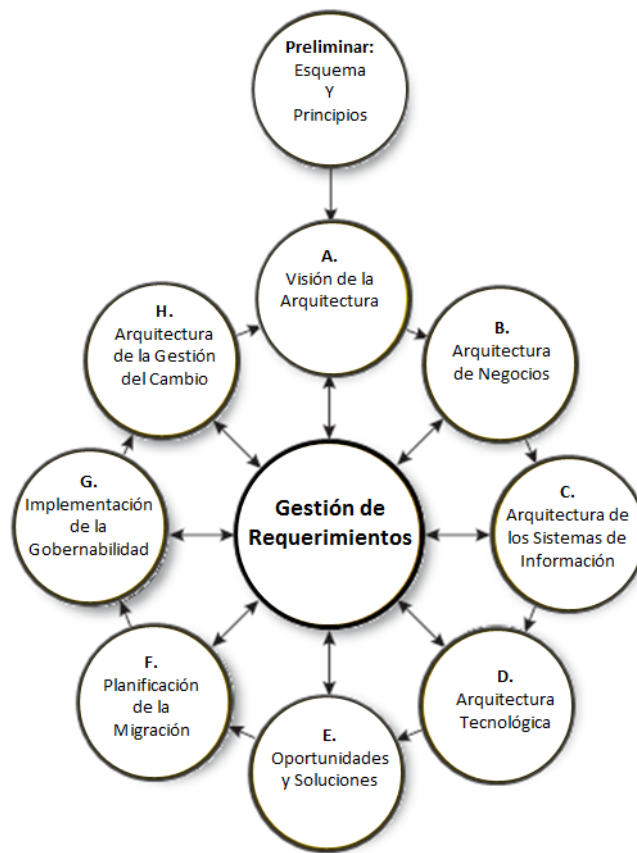 Preliminar:
Esquema
Y
Principios
A.
Visión de la
Arquitectura
B.
Arquitectura
de Negocios
C.
Arquitectura de
los Sistemas de
Información
D.
Arquitectura
Tecnológica
E.
Oportunidades
y Soluciones
F.
Planificación
de la
Migración
G.
Implementación
de la
Gobernabilidad
H.
Arquitectura
de la Gestión
del Cambio
Gestión de
Requerimientos